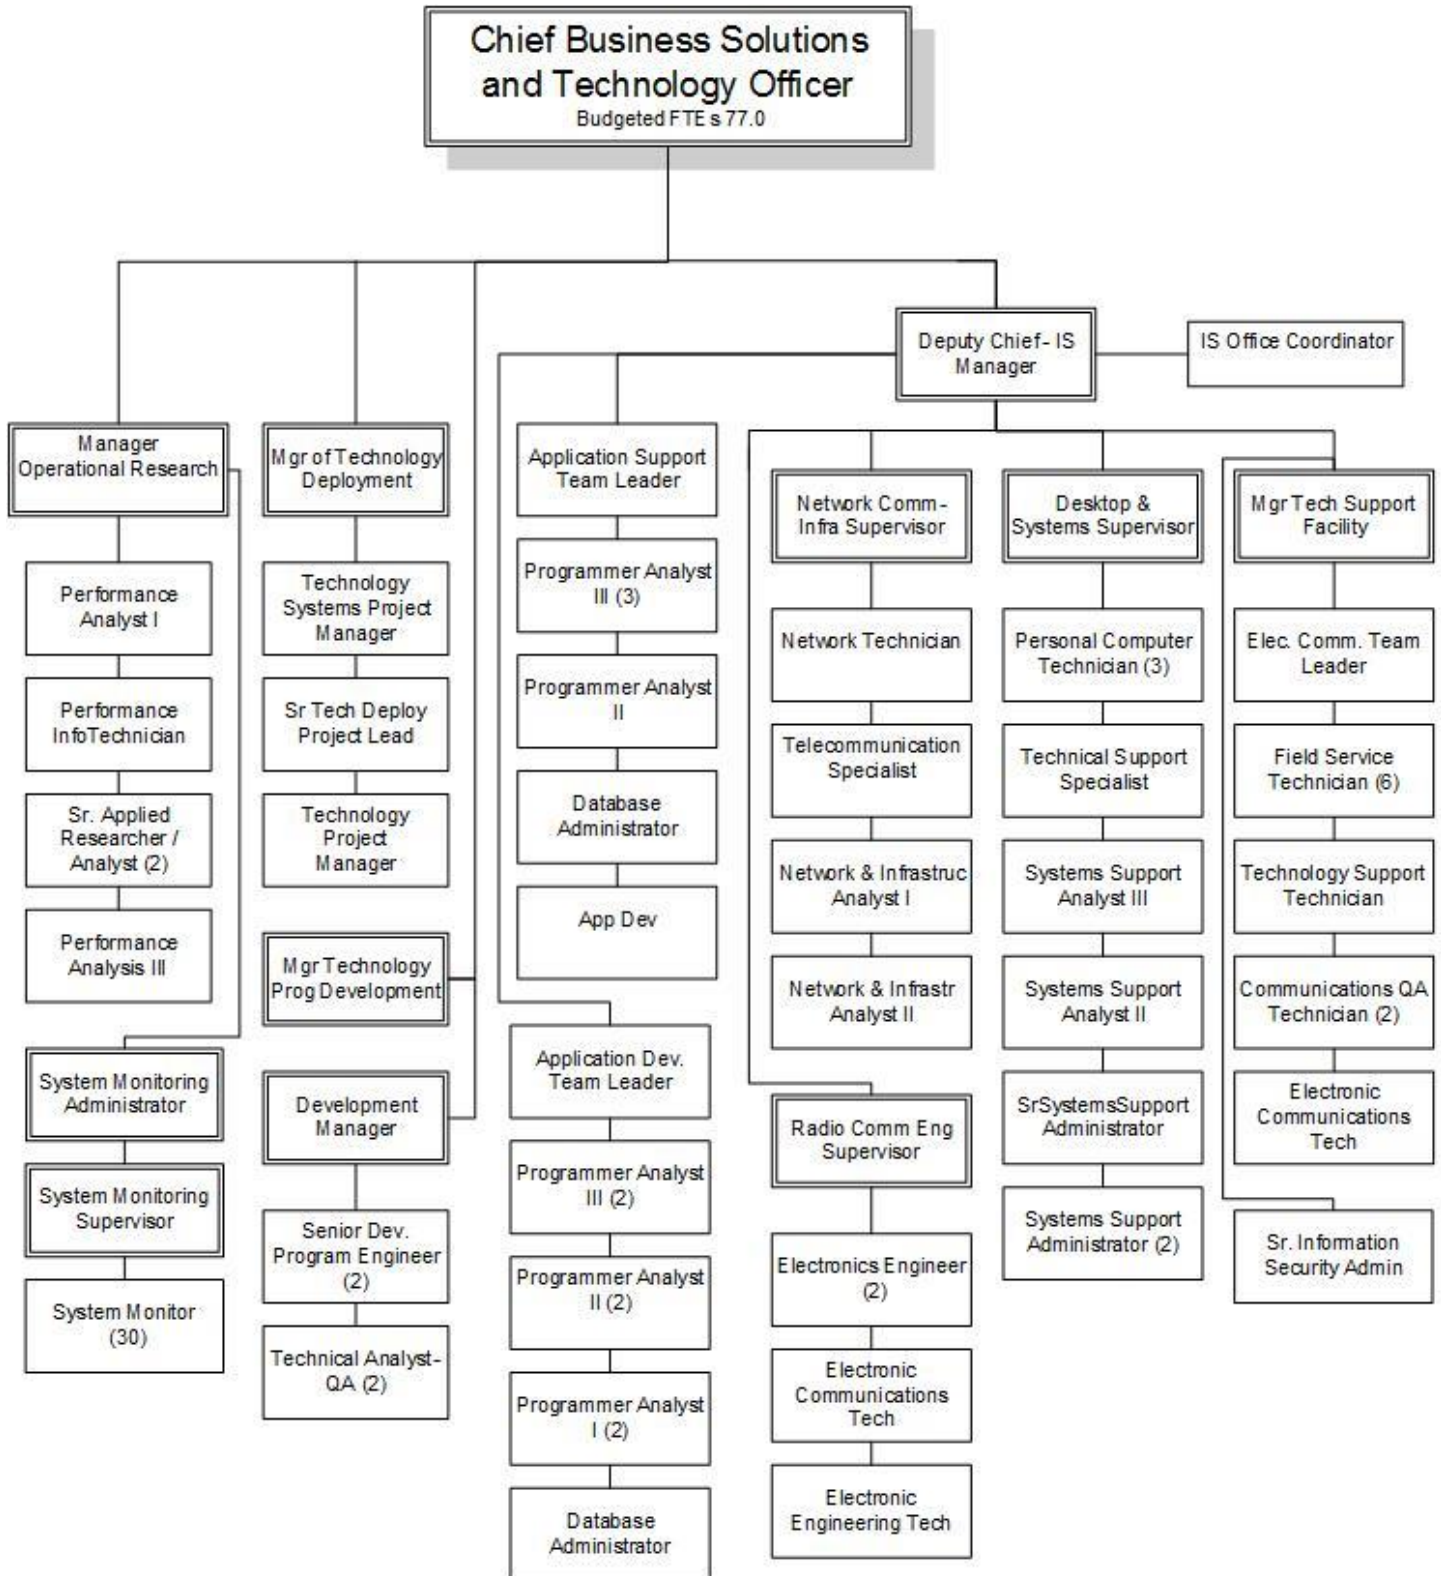 Chief Business Solutions
and Technology Officer
Budgeted FTE s 77.0
Deputy Chief - IS
Manager
IS Office Coordinator
Manager
Operational Research
Performance
Analyst I
Performance
InfoTechnician
Sr. Applied
Researcher /
Analyst (2)
Performance
Analysis III
System Monitoring
Administrator
System Monitoring
Supervisor
System Monitor
(30)
Mgr of Technology
Deployment
Technology
Systems Project
Manager
Sr Tech Deploy
Project Lead
Technology
Project
Manager
Mgr Technology
Prog Development
Development
Manager
Senior Dev.
Program Engineer
(2)
Technical Analyst-
QA (2)
Application Support
Team Leader
Programmer Analyst
III (3)
Programmer Analyst
II
Database
Administrator
App Dev
Application Dev.
Team Leader
Programmer Analyst
III (2)
Programmer Analyst
II (2)
Programmer Analyst
I (2)
Database
Administrator
Network Comm-
Infra Supervisor
Network Technician
Telecommunication
Specialist
Network & Infrastruc
Analyst I
Network & Infrastr
Analyst II
Radio Comm Eng
Supervisor
Electronics Engineer
(2)
Electronic
Communications
Tech
Electronic
Engineering Tech
Desktop &
Systems Supervisor
Personal Computer
Technician (3)
Technical Support
Specialist
Systems Support
Analyst III
Systems Support
Analyst II
SrSystemsSupport
Administrator
Systems Support
Administrator (2)
Mgr Tech Support
Facility
Elec. Comm. Team
Leader
Field Service
Technician (6)
Technology Support
Technician
Communications QA
Technician (2)
Electronic
Communications
Tech
Sr. Information
Security Admin